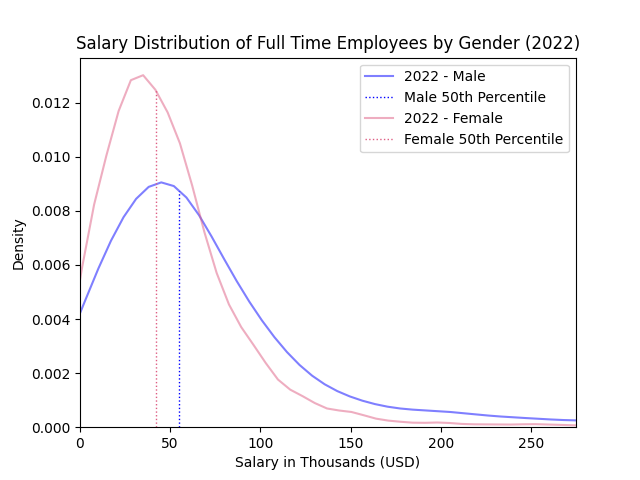 Salary Distribution of Full Time Employees by Gender (2022)
2022 - Male
Male 50th Percentile
2022 - Female
Female 50th Percentile
Density
0.012
0.010
0.008
0.006
0.004
0.002
0.000
0 50 100 150 200 250
Salary in Thousands (USD)